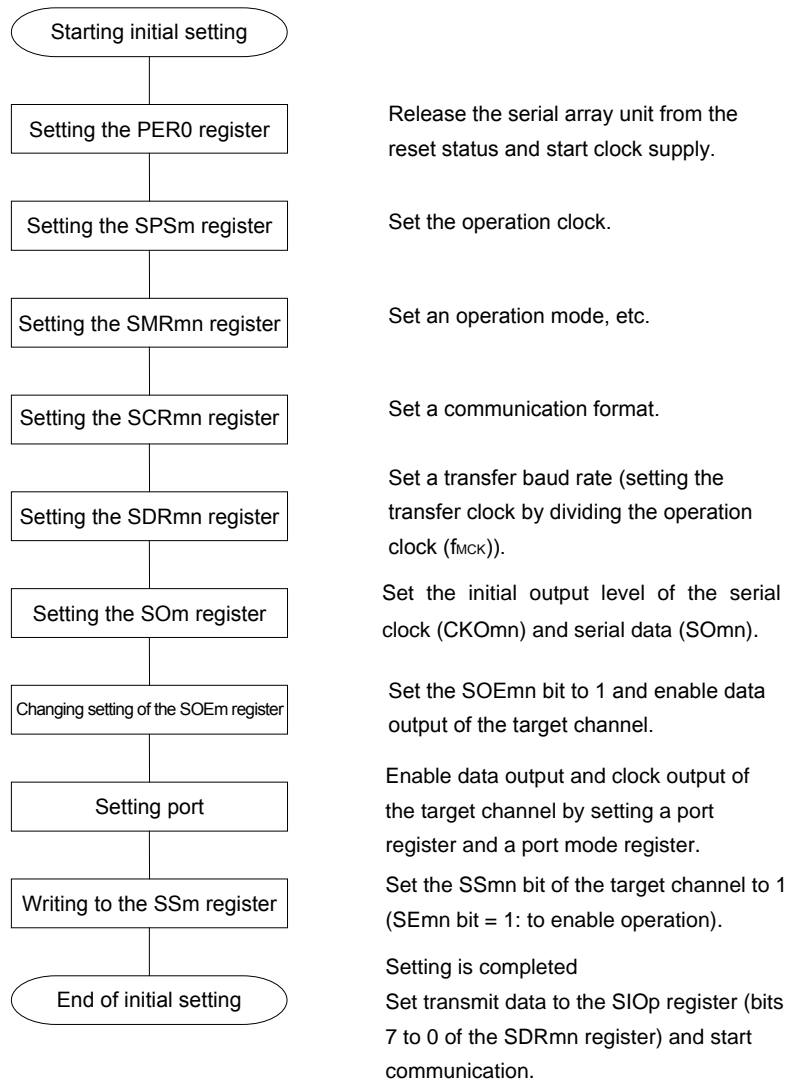 Starting initial setting
Setting the PER0 register
Release the serial array unit from the
reset status and start clock supply.
Setting the SPSm register
Set the operation clock.
Setting the SMRmn register
Set an operation mode, etc.
Setting the SCRmn register
Set a communication format.
Setting the SDRmn register
Set a transfer baud rate (setting the
transfer clock by dividing the operation
clock (fMCK)).
Setting the SOm register
Set the initial output level of the serial
clock (CKOmn) and serial data (SOmn).
Changing setting of the SOEm register
Set the SOEmn bit to 1 and enable data
output of the target channel.
Setting port
Enable data output and clock output of
the target channel by setting a port
register and a port mode register.
Writing to the SSm register
Set the SSmn bit of the target channel to 1
(SEmn bit = 1: to enable operation).
End of initial setting
Setting is completed
Set transmit data to the SIOp register (bits
7 to 0 of the SDRmn register) and start
communication.